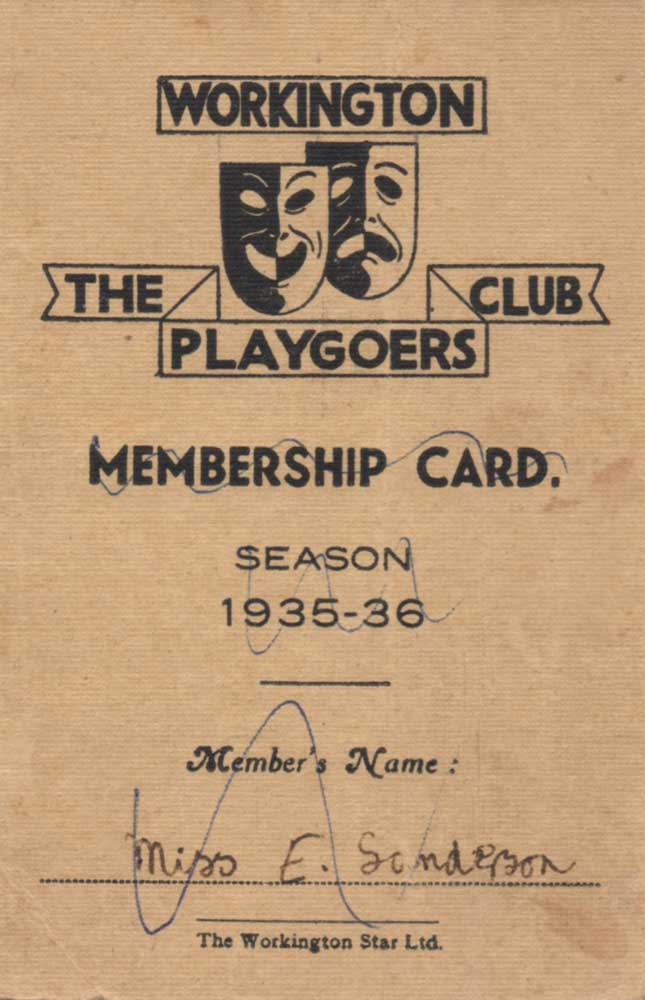 WORKINGTON
THE
CLUB
PLAYGOERS
MEMBERSHIP CARD.
SEASON
1935-36
Member's Name :
Miss E. Sanderson
The Workington Star Ltd.